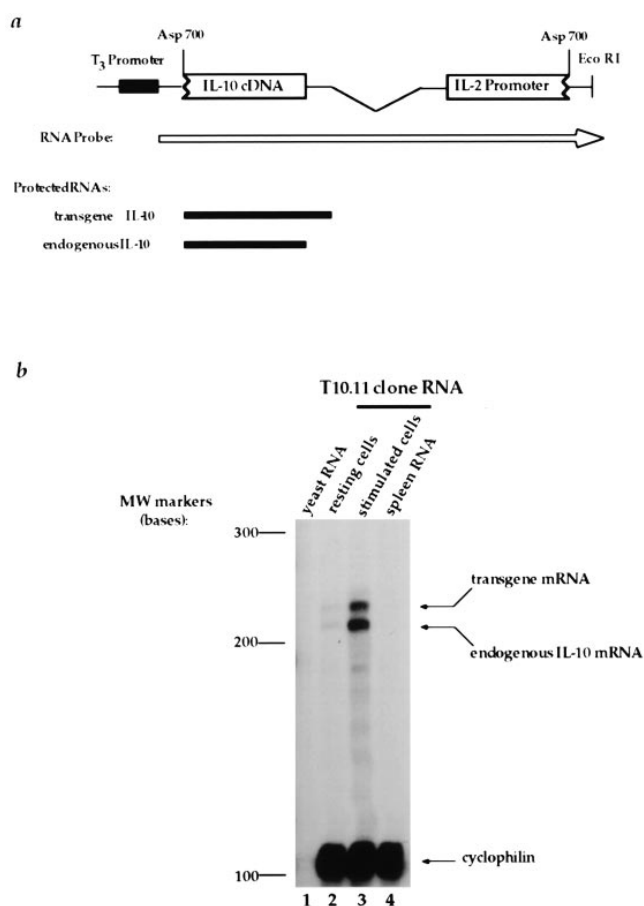 a
Asp 700
Asp 700
T3 Promoter
Eco RI
IL-10 cDNA
IL-2 Promoter
RNA Probe:
Protected RNAs:
transgene IL-10
endogenous IL-10
b
T10.11 clone RNA
yeast RNA
resting cells
stimulated cells
spleen RNA
MW markers
(bases):
300
transgene mRNA
200
endogenous IL-10 mRNA
cyclophilin
100
1 2 3 4